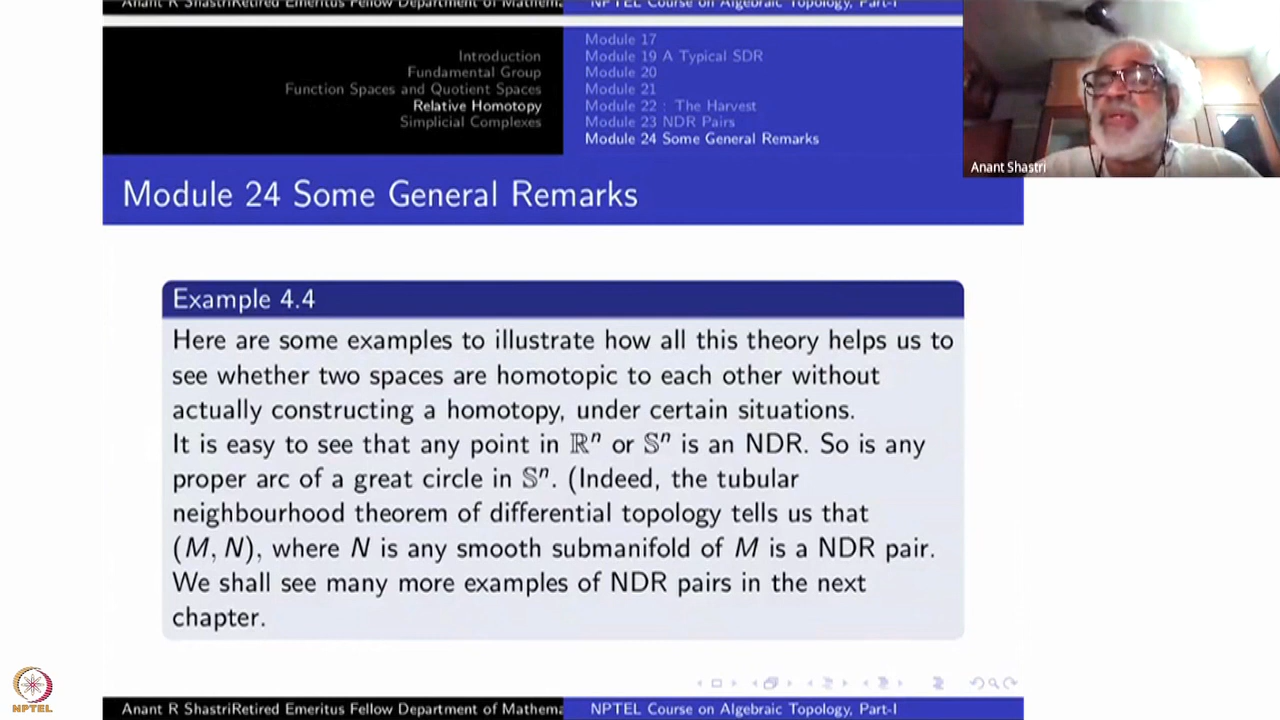 Anant R ShastriRetired Emeritus Fellow Department of Mathema
NPTEL Course on Algebraic Topology, Part-I
Introduction
Fundamental Group
Function Spaces and Quotient Spaces
Relative Homotopy
Simplicial Complexes
Module 17
Module 19 A Typical SDR
Module 20
Module 21
Module 22 : The Harvest
Module 23 NDR Pairs
Module 24 Some General Remarks
Anant Shastri
Module 24 Some General Remarks
Example 4.4
Here are some examples to illustrate how all this theory helps us to
see whether two spaces are homotopic to each other without
actually constructing a homotopy, under certain situations.
It is easy to see that any point in ℝⁿ or 𝕊ⁿ is an NDR. So is any
proper arc of a great circle in 𝕊ⁿ. (Indeed, the tubular
neighbourhood theorem of differential topology tells us that
(M, N), where N is any smooth submanifold of M is a NDR pair.
We shall see many more examples of NDR pairs in the next
chapter.
NPTEL
Anant R ShastriRetired Emeritus Fellow Department of Mathema
NPTEL Course on Algebraic Topology, Part-I